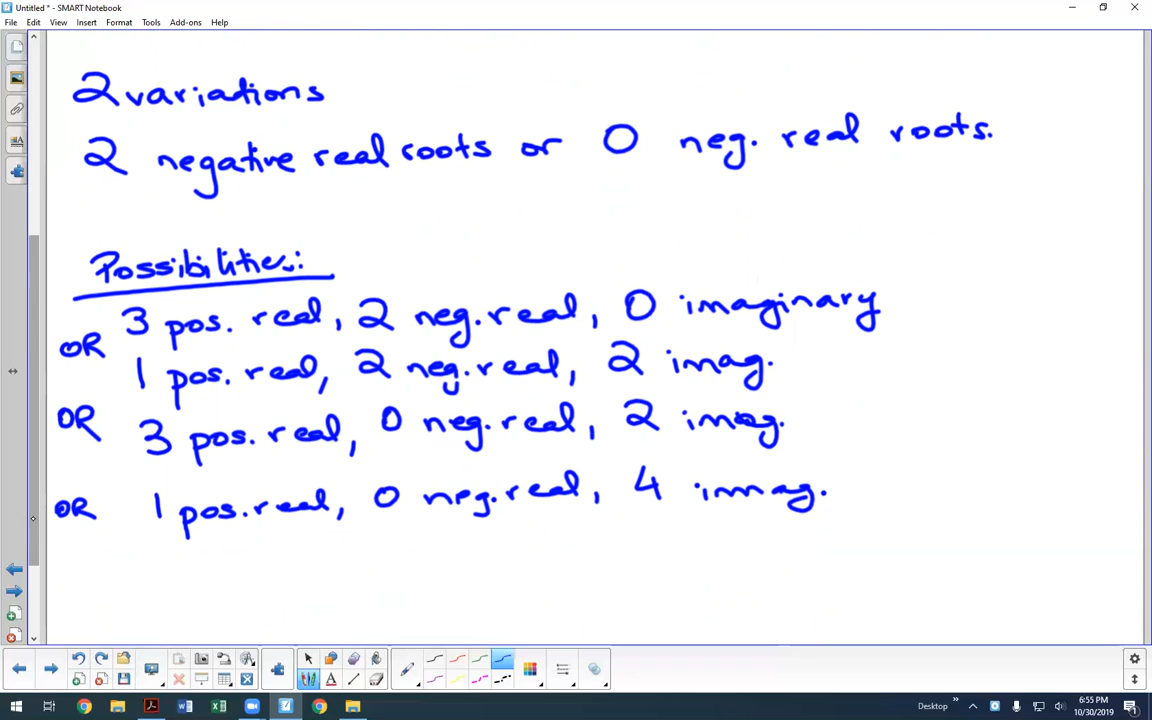 Untitled * - SMART Notebook
File Edit View Insert Format Tools Add-ons Help
2 variations
2 negative real roots or 0 neg. real roots.
Possibilities:
3 pos. real, 2 neg. real, 0 imaginary
OR
1 pos. real, 2 neg. real, 2 imag.
OR
3 pos. real, 0 neg. real, 2 imag.
OR 1 pos. real, 0 neg. real, 4 imag.
Desktop
6:55 PM
10/30/2019